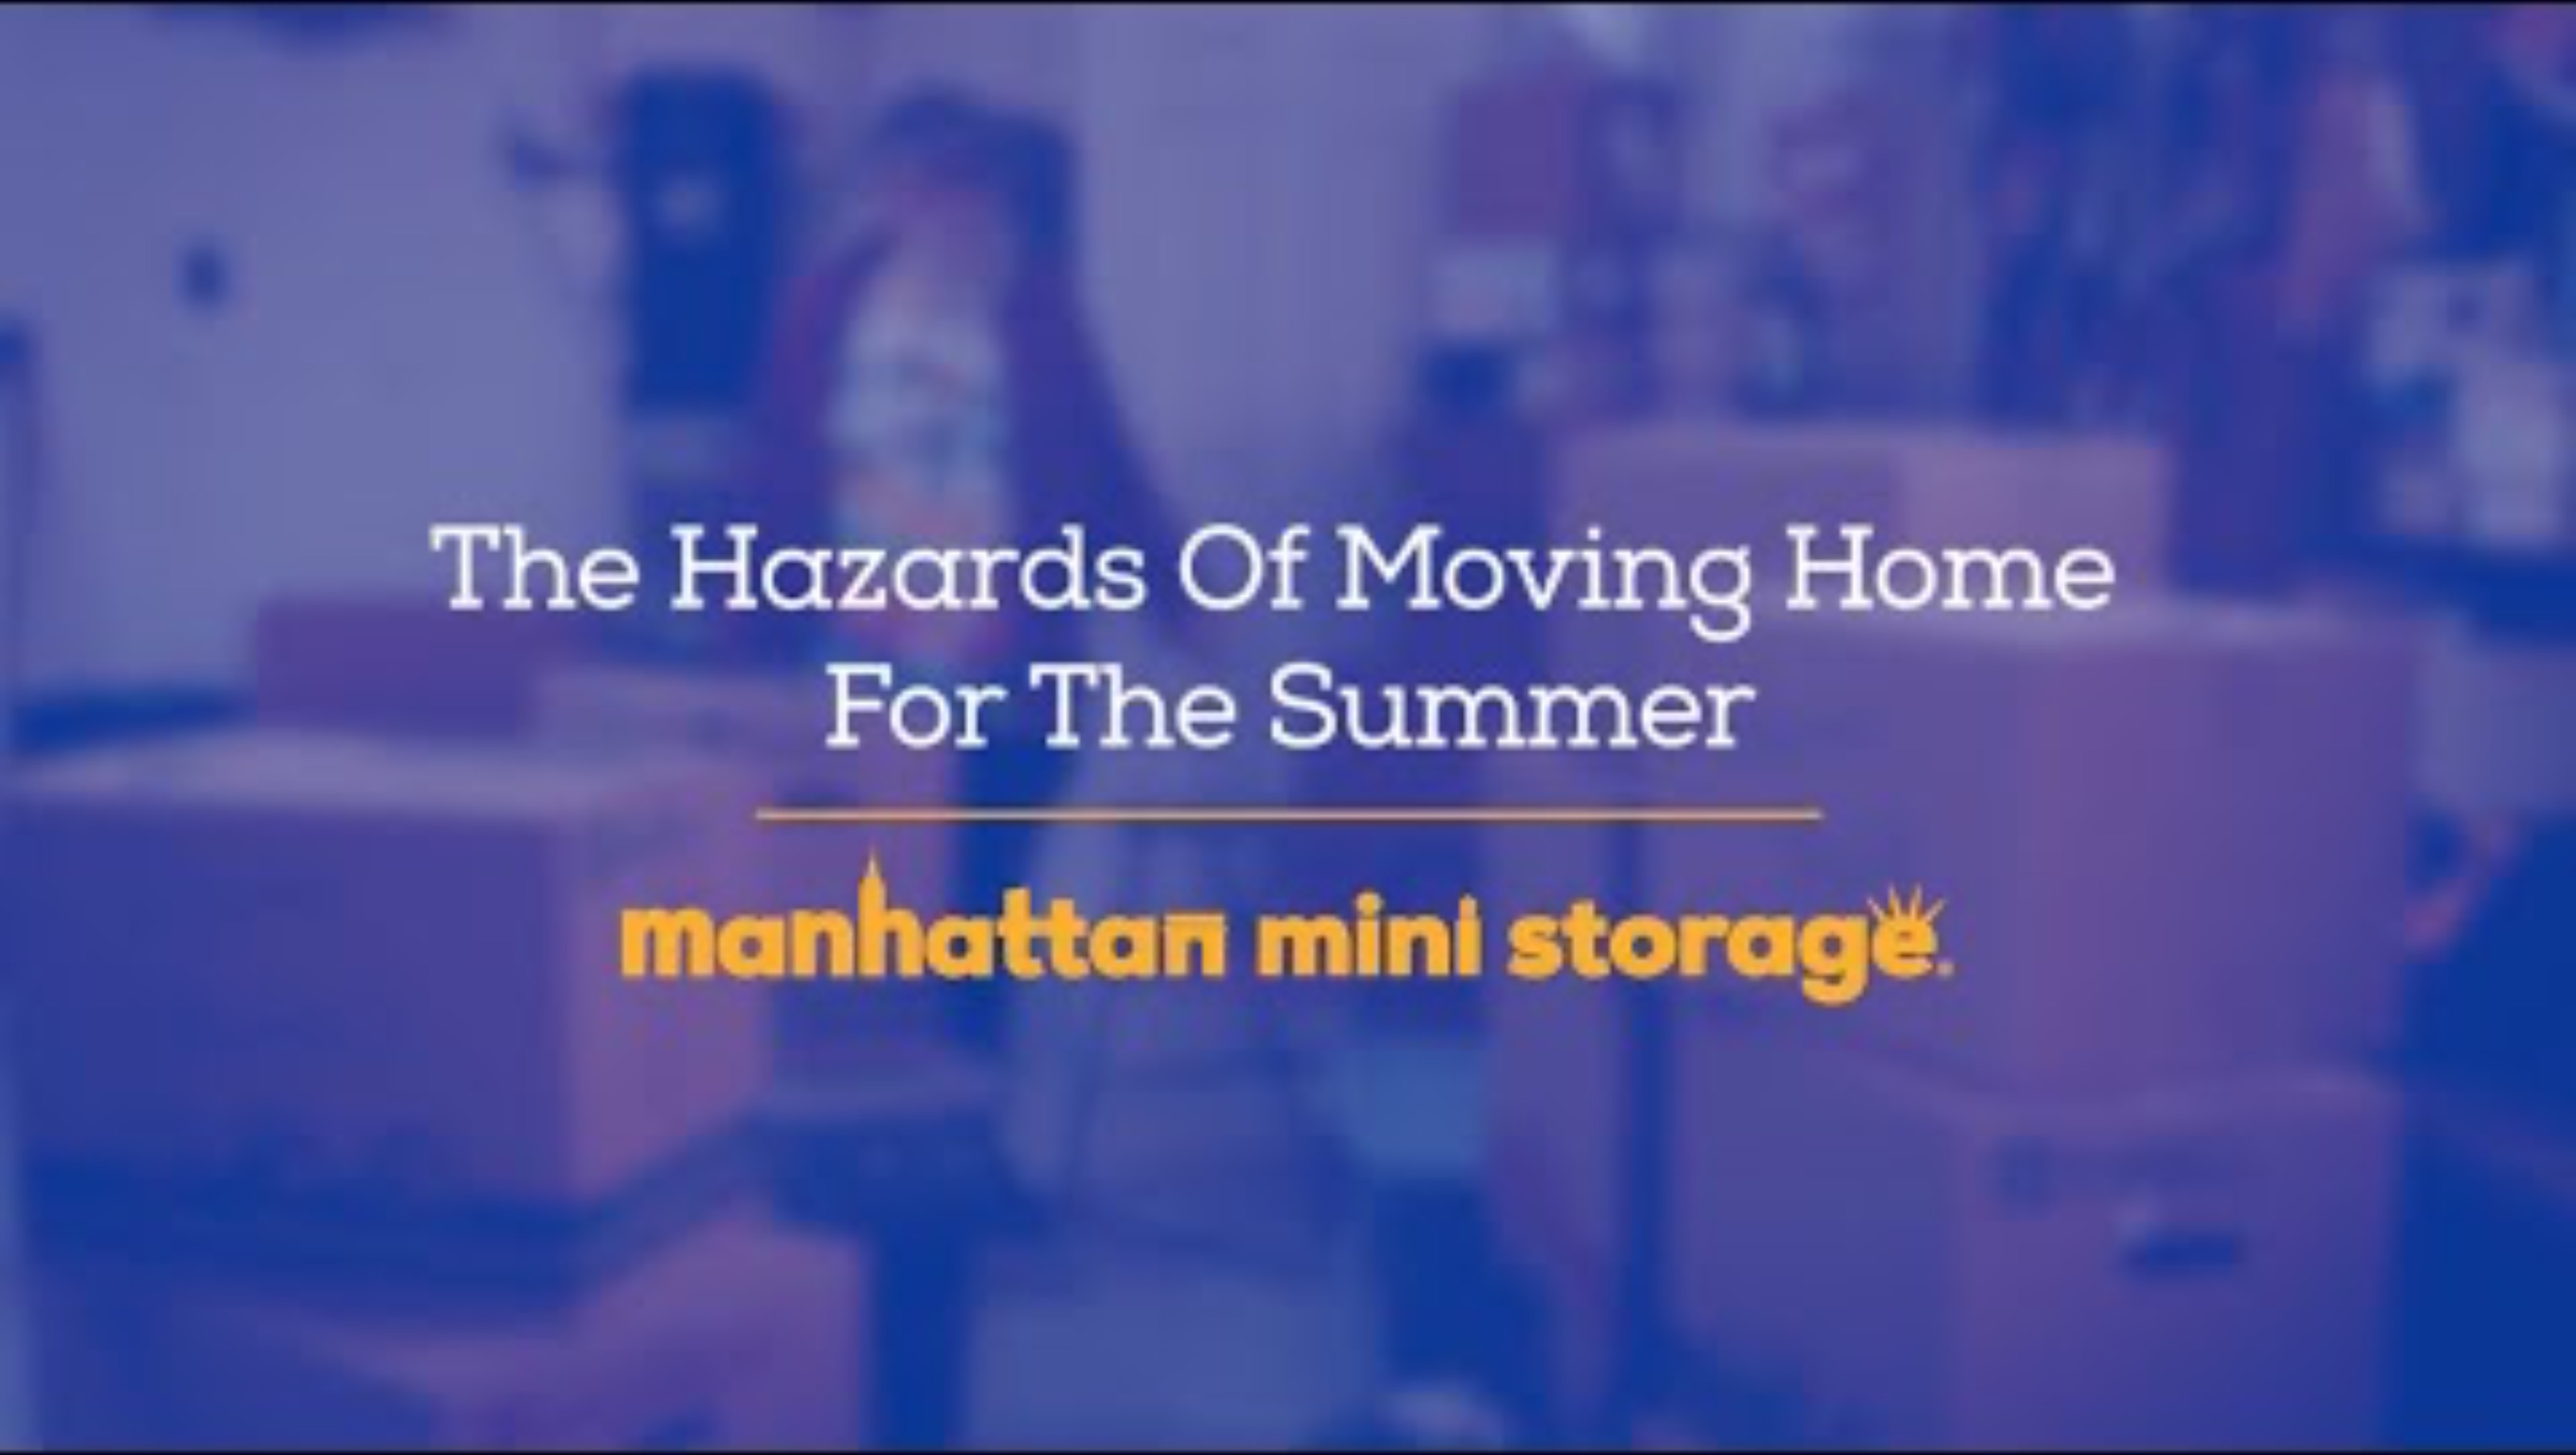 The Hazards Of Moving Home
For The Summer
manhattan mini storage.